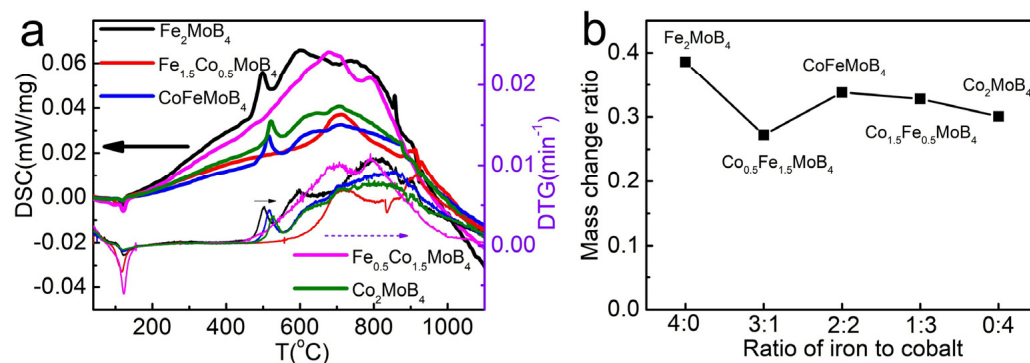 a
Fe₂MoB₄
Fe₁.₅Co₀.₅MoB₄
CoFeMoB₄
Fe₀.₅Co₁.₅MoB₄
Co₂MoB₄
DSC(mW/mg)
0.06
0.04
0.02
0.00
-0.02
-0.04
200 400 600 800 1000
T(°C)
0.02
0.01
0.00
DTG(min⁻¹)
b
Fe₂MoB₄
CoFeMoB₄
Co₂MoB₄
Co₁.₅Fe₀.₅MoB₄
Co₀.₅Fe₁.₅MoB₄
Mass change ratio
0.4
0.3
0.2
0.1
0.0
4:0 3:1 2:2 1:3 0:4
Ratio of iron to cobalt